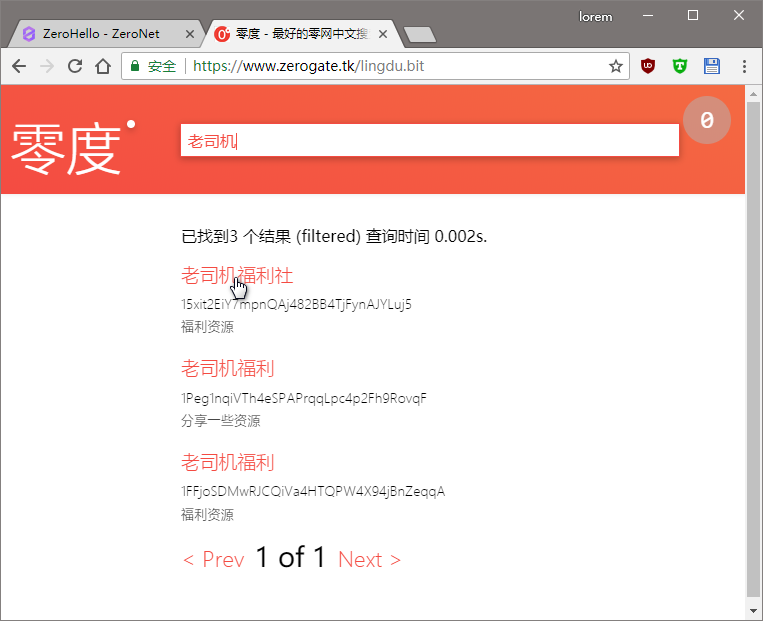 lorem
ZeroHello - ZeroNet
零度 - 最好的零网中文搜
安全 https://www.zerogate.tk/lingdu.bit
零度
老司机
0
已找到3 个结果 (filtered) 查询时间 0.002s.
老司机福利社
15xit2EiY7mpnQAj482BB4TjFynAJYLuj5
福利资源
老司机福利
1Peg1nqiVTh4eSPAPrqqLpc4p2Fh9RovqF
分享一些资源
老司机福利
1FFjoSDMwRJCQiVa4HTQPW4X94jBnZeqqA
福利资源
< Prev 1 of 1 Next >